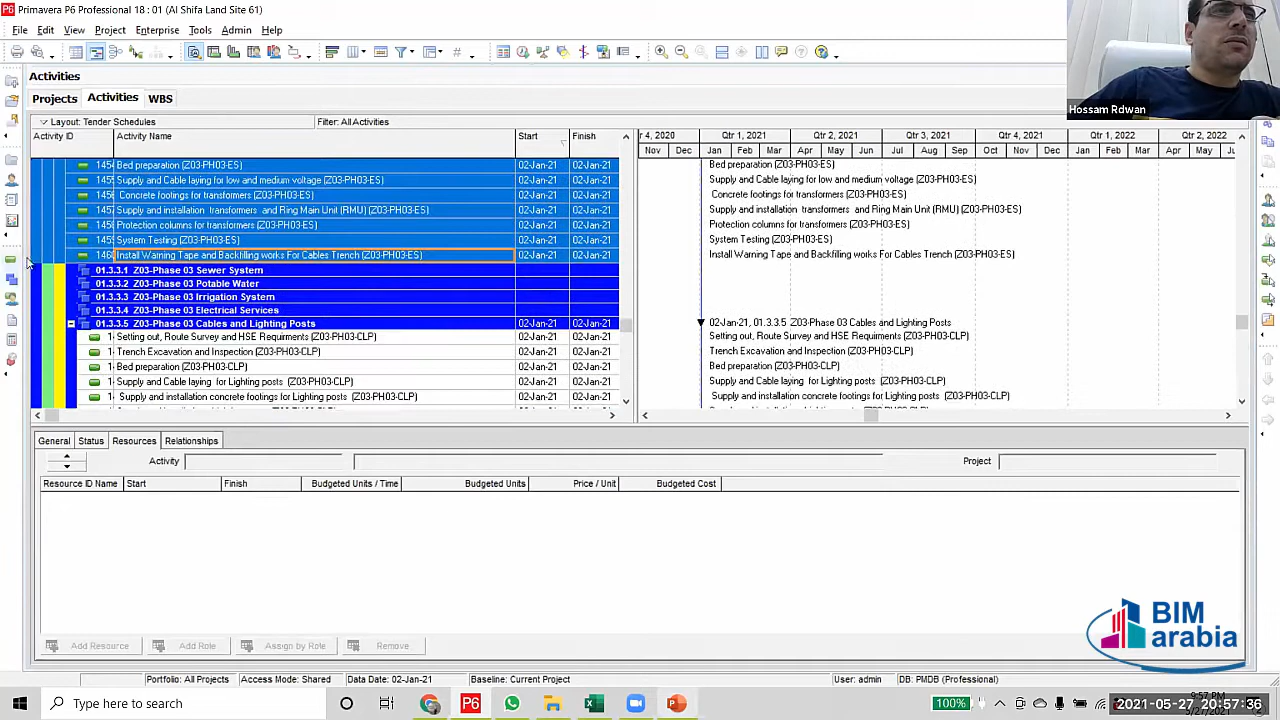 Primavera P6 Professional 18 : 01 (Al Shifa Land Site 61)
File Edit View Project Enterprise Tools Admin Help
Activities
Hossam Rdwan
Projects Activities WBS
Layout: Tender Schedules Filter: All Activities
Activity ID Activity Name Start Finish
r 4, 2020 Qtr 1, 2021 Qtr 2, 2021 Qtr 3, 2021 Qtr 4, 2021 Qtr 1, 2022 Qtr 2, 2022
Nov Dec Jan Feb Mar Apr May Jun Jul Aug Sep Oct Nov Dec Jan Feb Mar Apr May Ju
Bed preparation (Z03-PH03-ES) 02-Jan-21 02-Jan-21 Bed preparation (Z03-PH03-ES)
Supply and Cable laying for low and medium voltage (Z03-PH03-ES) 02-Jan-21 02-Jan-21 Supply and Cable laying for low and medium voltage (Z03-PH03-ES)
Concrete footings for transformers (Z03-PH03-ES) 02-Jan-21 02-Jan-21 Concrete footings for transformers (Z03-PH03-ES)
Supply and installation transformers and Ring Main Unit (RMU) (Z03-PH03-ES) 02-Jan-21 02-Jan-21 Supply and installation transformers and Ring Main Unit (RMU) (Z03-PH03-ES)
Protection columns for transformers (Z03-PH03-ES) 02-Jan-21 02-Jan-21 Protection columns for transformers (Z03-PH03-ES)
System Testing (Z03-PH03-ES) 02-Jan-21 02-Jan-21 System Testing (Z03-PH03-ES)
Install Warning Tape and Backfilling works For Cables Trench (Z03-PH03-ES) 02-Jan-21 02-Jan-21 Install Warning Tape and Backfilling works For Cables Trench (Z03-PH03-ES)
01.3.3.1 Z03-Phase 03 Sewer System
01.3.3.2 Z03-Phase 03 Potable Water
01.3.3.3 Z03-Phase 03 Irrigation System
01.3.3.4 Z03-Phase 03 Electrical Services
01.3.3.5 Z03-Phase 03 Cables and Lighting Posts 02-Jan-21 02-Jan-21 02-Jan-21, 01.3.3.5 Z03-Phase 03 Cables and Lighting Posts
Setting out, Route Survey and HSE Requirments (Z03-PH03-CLP) 02-Jan-21 02-Jan-21 Setting out, Route Survey and HSE Requirments (Z03-PH03-CLP)
Trench Excavation and Inspection (Z03-PH03-CLP) 02-Jan-21 02-Jan-21 Trench Excavation and Inspection (Z03-PH03-CLP)
Bed preparation (Z03-PH03-CLP) 02-Jan-21 02-Jan-21 Bed preparation (Z03-PH03-CLP)
Supply and Cable laying for Lighting posts (Z03-PH03-CLP) 02-Jan-21 02-Jan-21 Supply and Cable laying for Lighting posts (Z03-PH03-CLP)
Supply and installation concrete footings for Lighting posts (Z03-PH03-CLP) 02-Jan-21 02-Jan-21 Supply and installation concrete footings for Lighting posts (Z03-PH03-CLP)
General Status Resources Relationships
Activity Project
Resource ID Name Start Finish Budgeted Units / Time Budgeted Units Price / Unit Budgeted Cost
BIM
arabia
Add Resource Add Role Assign by Role Remove
Portfolio: All Projects Access Mode: Shared Data Date: 02-Jan-21 Baseline: Current Project User: admin DB: PMDB (Professional)
Type here to search 100%
2021-05-27 20:57:36